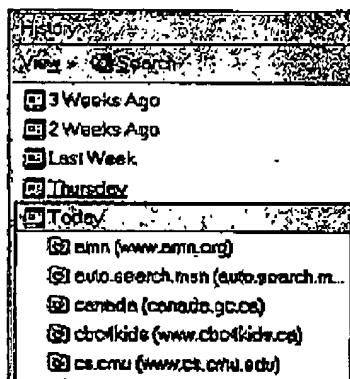 History
View Search
3 Weeks Ago
2 Weeks Ago
Last Week
Thursday
Today
amn (www.amn.org)
auto.search.msn (auto.search.m...
canada (canada.gc.ca)
cbc4kids (www.cbc4kids.ca)
cs.cmu (www.cs.cmu.edu)